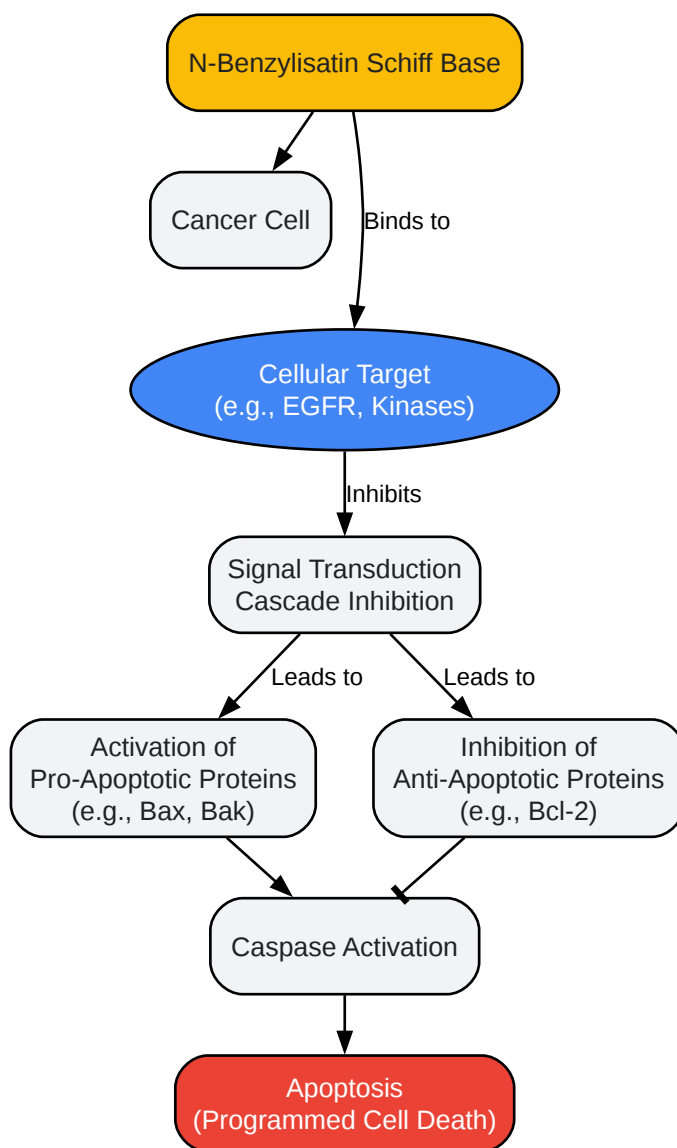 N-Benzylisatin Schiff Base
Cancer Cell
Binds to
Cellular Target
(e.g., EGFR, Kinases)
Inhibits
Signal Transduction
Cascade Inhibition
Leads to
Leads to
Activation of
Pro-Apoptotic Proteins
(e.g., Bax, Bak)
Inhibition of
Anti-Apoptotic Proteins
(e.g., Bcl-2)
Caspase Activation
Apoptosis
(Programmed Cell Death)